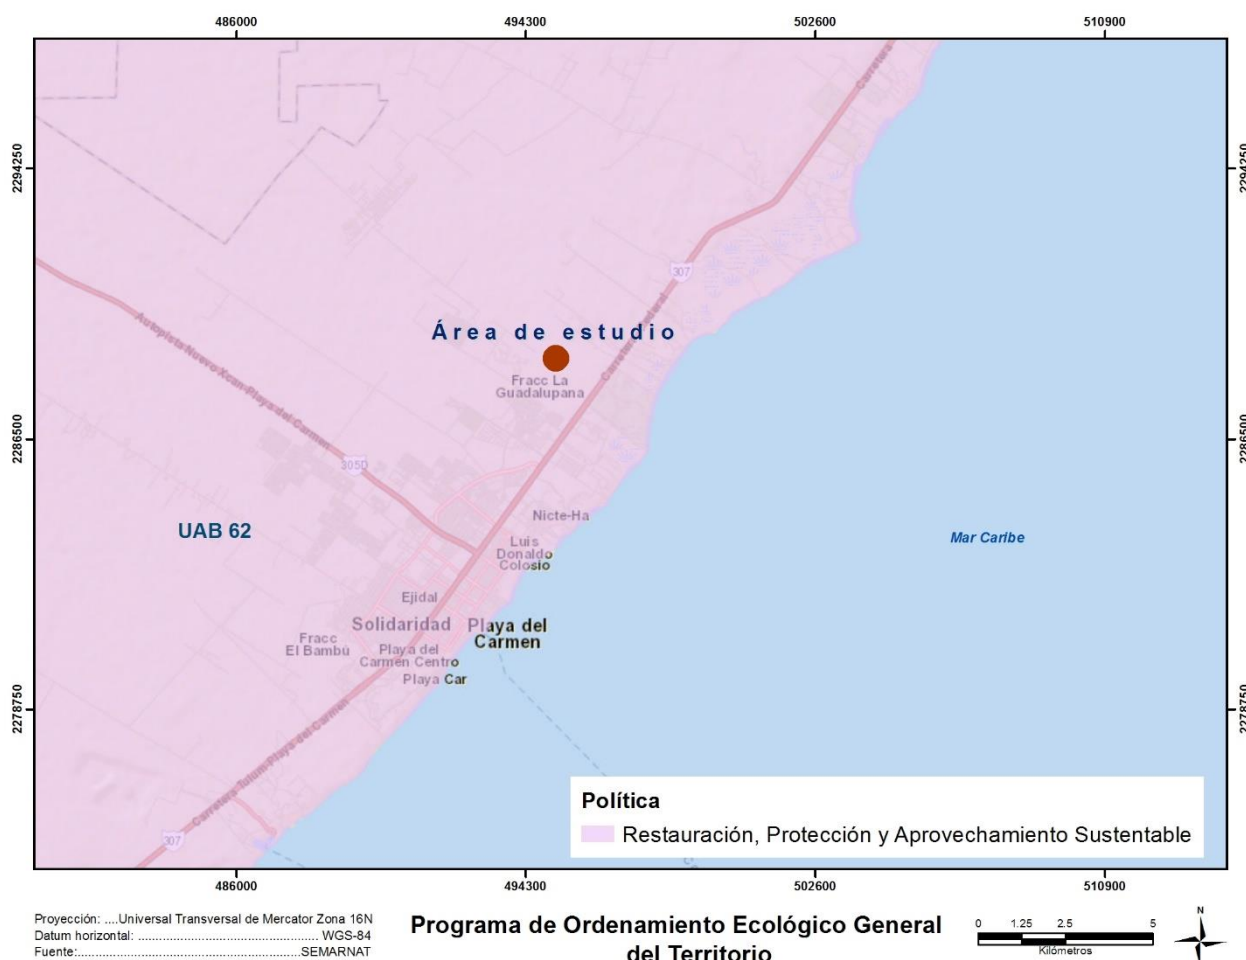 486000
494300
502600
510900
2294250
2294250
Carretera
307
Carretera Federal
Área de estudio
Fracc La
Guadalupana
Autopista Nuevo Xcan-Playa del Carmen
305D
2286500
2286500
UAB 62
Nicte-Ha
Luis
Donaldo
Colosio
Mar Caribe
Ejidal
Solidaridad
Playa del
Carmen
Fracc
El Bambú
Playa del
Carmen Centro
Playa Car
2278750
2278750
Carretera Tulum-Playa del Carmen
307
Política
Restauración, Protección y Aprovechamiento Sustentable
486000
494300
502600
510900
Proyección: ....Universal Transversal de Mercator Zona 16N
Datum horizontal: ............................................ WGS-84
Fuente:...............................................................SEMARNAT
Programa de Ordenamiento Ecológico General
del Territorio
0 1.25 2.5 5
Kilómetros
N